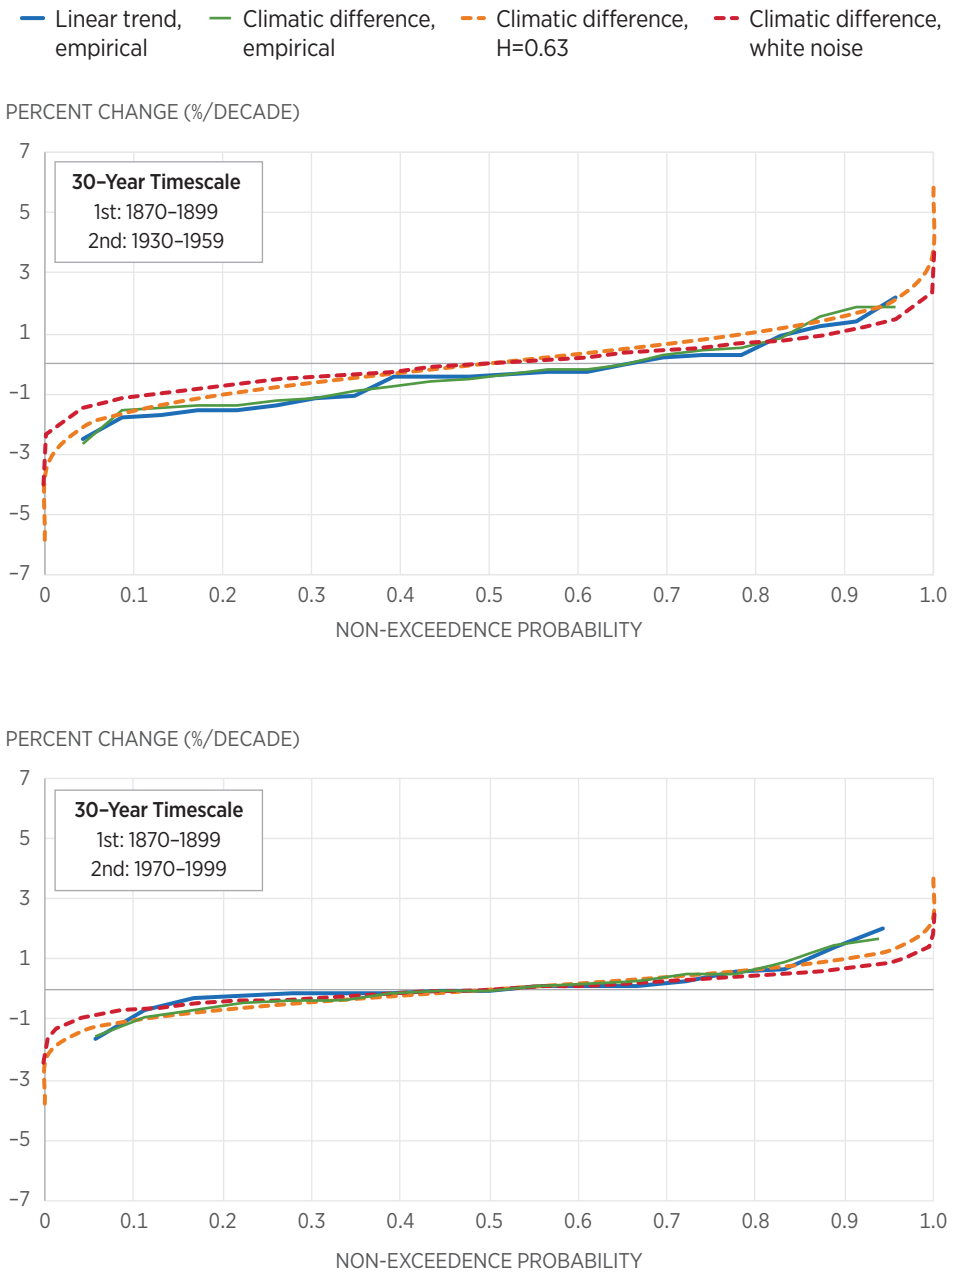 Linear trend,
empirical
Climatic difference,
empirical
Climatic difference,
H=0.63
Climatic difference,
white noise
PERCENT CHANGE (%/DECADE)
7
5
3
1
–1
–3
–5
–7
30–Year Timescale
1st: 1870–1899
2nd: 1930–1959
0 0.1 0.2 0.3 0.4 0.5 0.6 0.7 0.8 0.9 1.0
NON-EXCEEDENCE PROBABILITY
PERCENT CHANGE (%/DECADE)
7
5
3
1
–1
–3
–5
–7
30–Year Timescale
1st: 1870–1899
2nd: 1970–1999
0 0.1 0.2 0.3 0.4 0.5 0.6 0.7 0.8 0.9 1.0
NON-EXCEEDENCE PROBABILITY